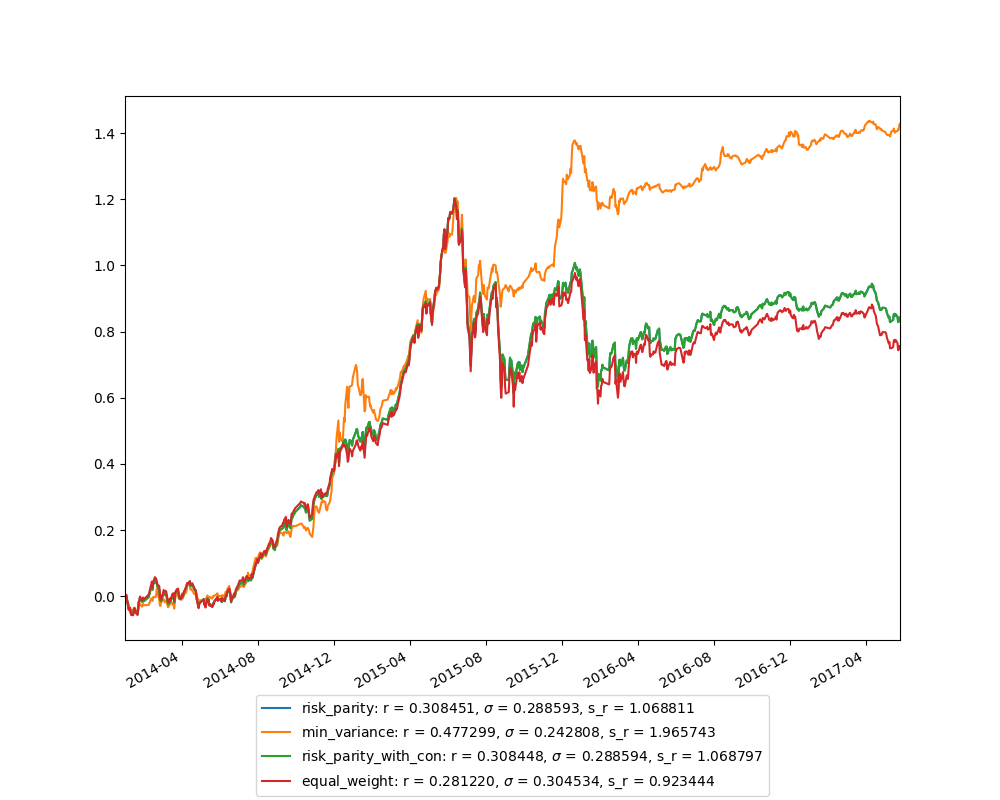 1.4
1.2
1.0
0.8
0.6
0.4
0.2
0.0
2014-04 2014-08 2014-12 2015-04 2015-08 2015-12 2016-04 2016-08 2016-12 2017-04
risk_parity: r = 0.308451, σ = 0.288593, s_r = 1.068811
min_variance: r = 0.477299, σ = 0.242808, s_r = 1.965743
risk_parity_with_con: r = 0.308448, σ = 0.288594, s_r = 1.068797
equal_weight: r = 0.281220, σ = 0.304534, s_r = 0.923444